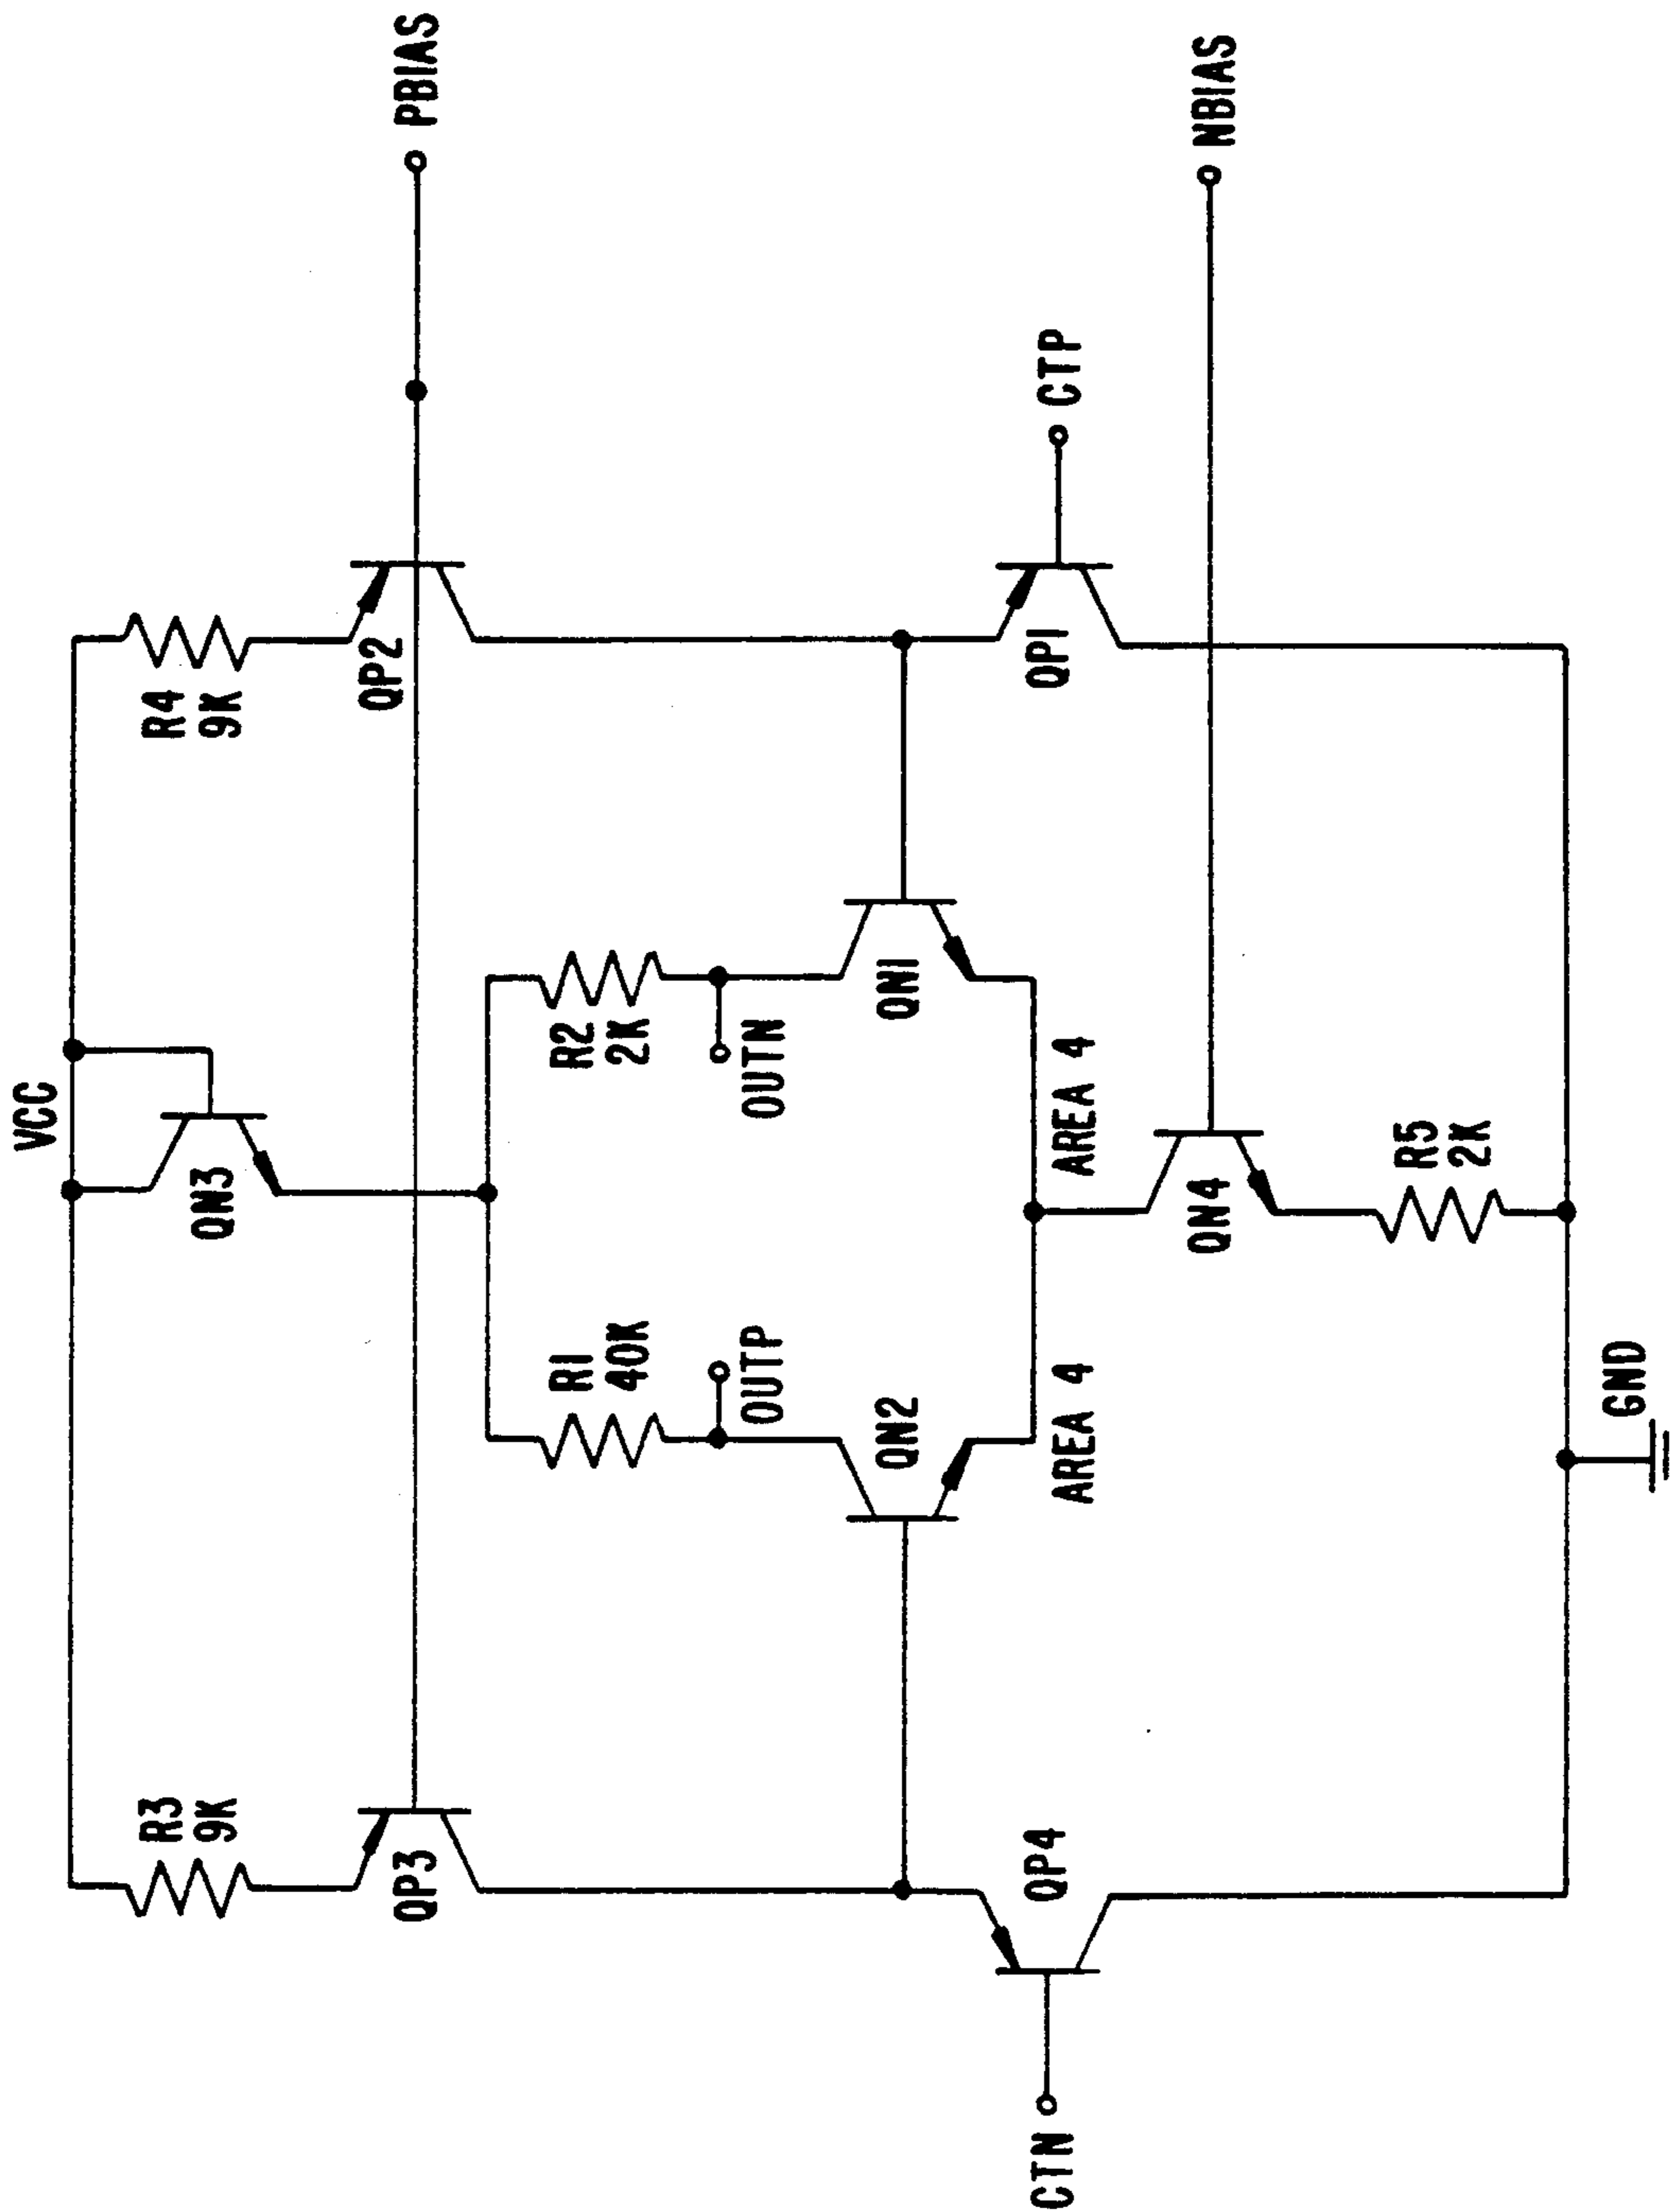 VCC
R3
9K
QN3
R4
9K
PBIAS
QP3
QP2
R1
40K
R2
2K
OUTP
OUTN
QN2
QN1
CTN
QP4
AREA 4
AREA 4
QP1
CTP
QN4
NBIAS
R5
2K
GND